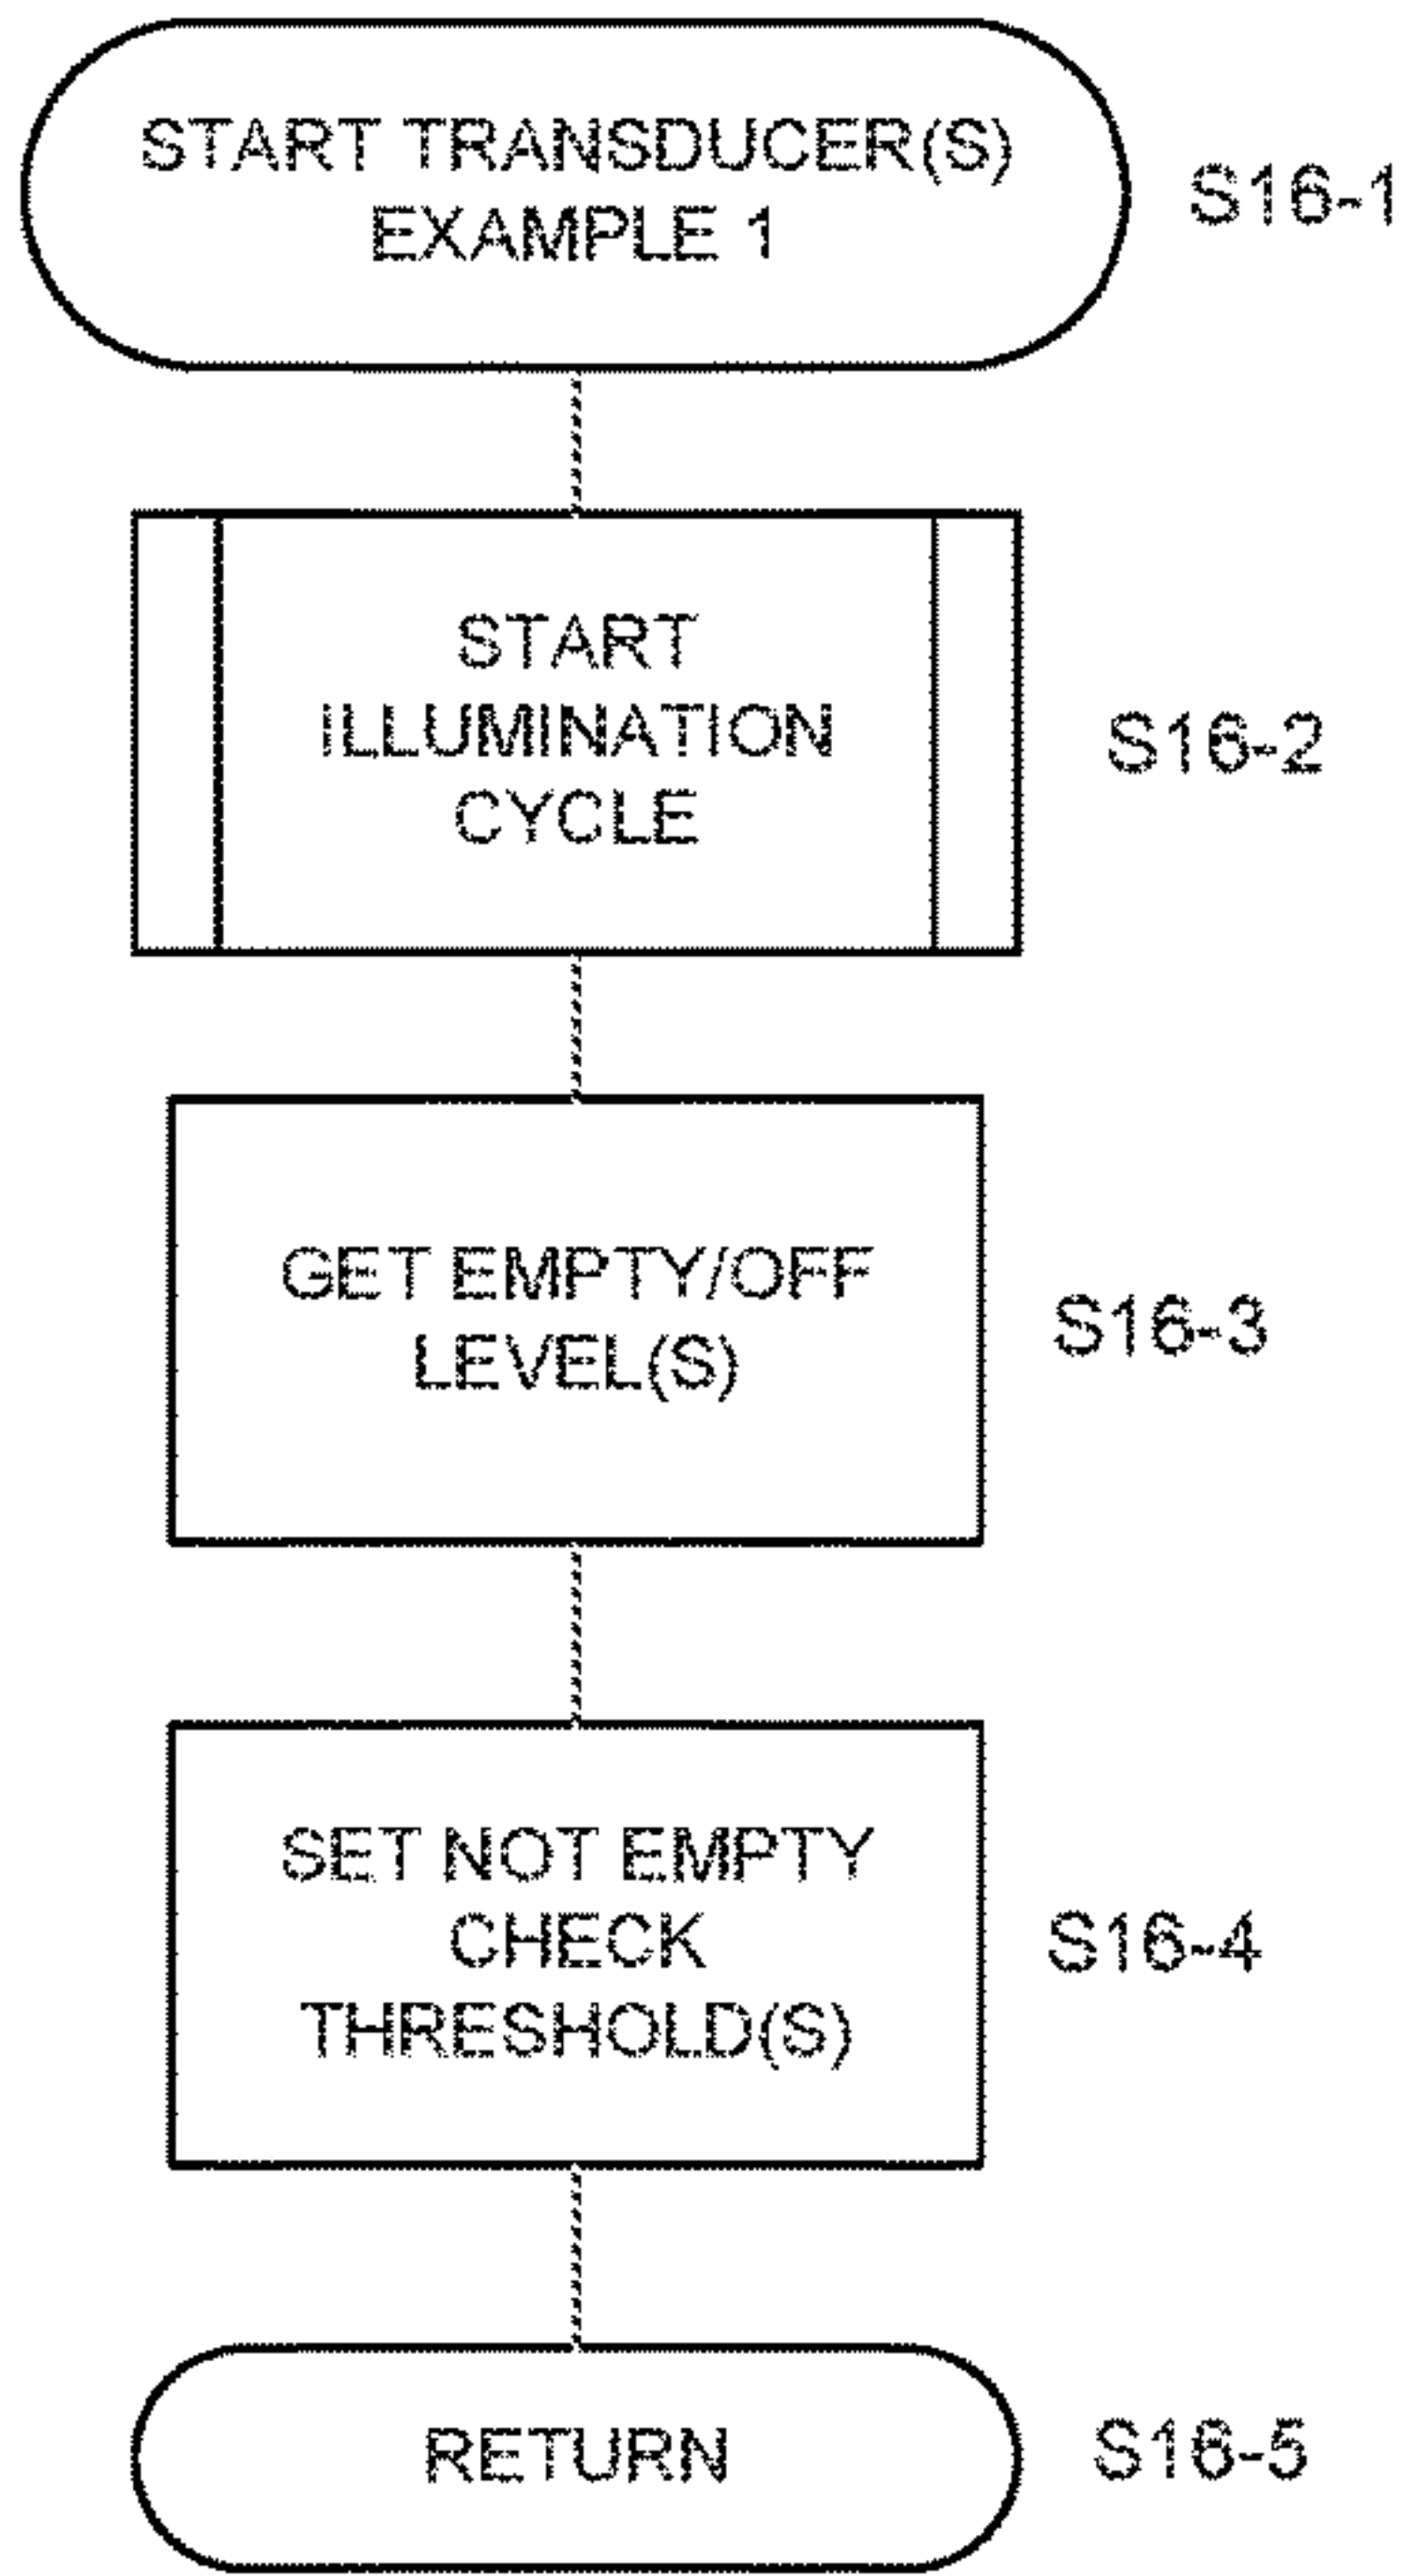 START TRANSDUCER(S)
EXAMPLE 1
S16-1
START
ILLUMINATION
CYCLE
S16-2
GET EMPTY/OFF
LEVEL(S)
S16-3
SET NOT EMPTY
CHECK
THRESHOLD(S)
S16-4
RETURN
S16-5